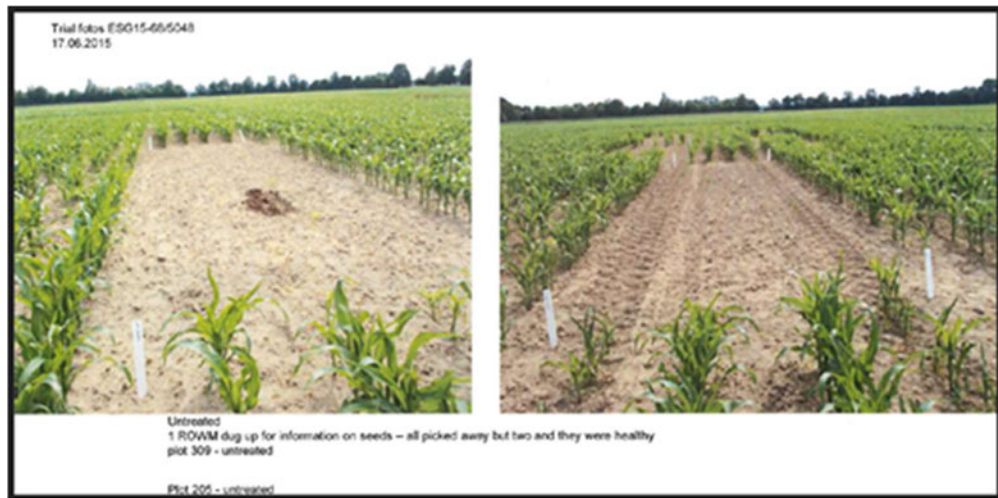 Trial fotos ESG15-68/5048
17.06.2015
Untreated
1 ROWM dug up for information on seeds – all picked away but two and they were healthy
plot 309 - untreated
Plot 205 - untreated